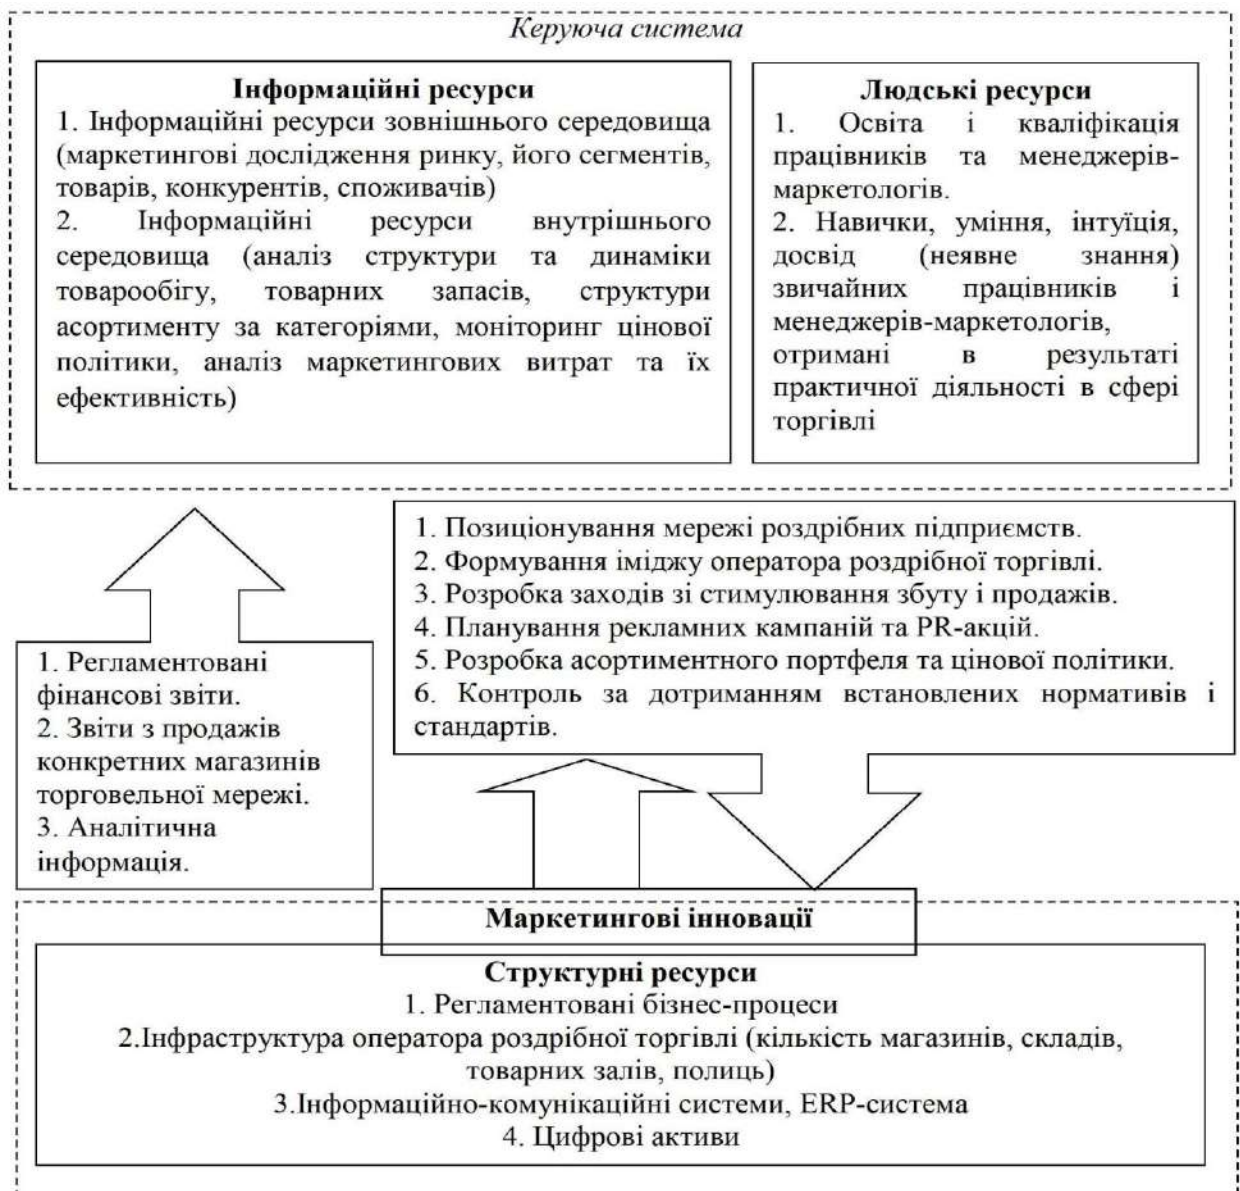 Керуюча система
Інформаційні ресурси
1. Інформаційні ресурси зовнішнього середовища
(маркетингові дослідження ринку, його сегментів,
товарів, конкурентів, споживачів)
2. Інформаційні ресурси внутрішнього
середовища (аналіз структури та динаміки
товарообігу, товарних запасів, структури
асортименту за категоріями, моніторинг цінової
політики, аналіз маркетингових витрат та їх
ефективність)
Людські ресурси
1. Освіта і кваліфікація
працівників та менеджерів-
маркетологів.
2. Навички, уміння, інтуїція,
досвід (неявне знання)
звичайних працівників і
менеджерів-маркетологів,
отримані в результаті
практичної діяльності в сфері
торгівлі
1. Позиціонування мережі роздрібних підприємств.
2. Формування іміджу оператора роздрібної торгівлі.
3. Розробка заходів зі стимулювання збуту і продажів.
4. Планування рекламних кампаній та PR-акцій.
5. Розробка асортиментного портфеля та цінової політики.
6. Контроль за дотриманням встановлених нормативів і
стандартів.
1. Регламентовані
фінансові звіти.
2. Звіти з продажів
конкретних магазинів
торговельної мережі.
3. Аналітична
інформація.
Маркетингові інновації
Структурні ресурси
1. Регламентовані бізнес-процеси
2.Інфраструктура оператора роздрібної торгівлі (кількість магазинів, складів,
товарних залів, полиць)
3.Інформаційно-комунікаційні системи, ERP-система
4. Цифрові активи